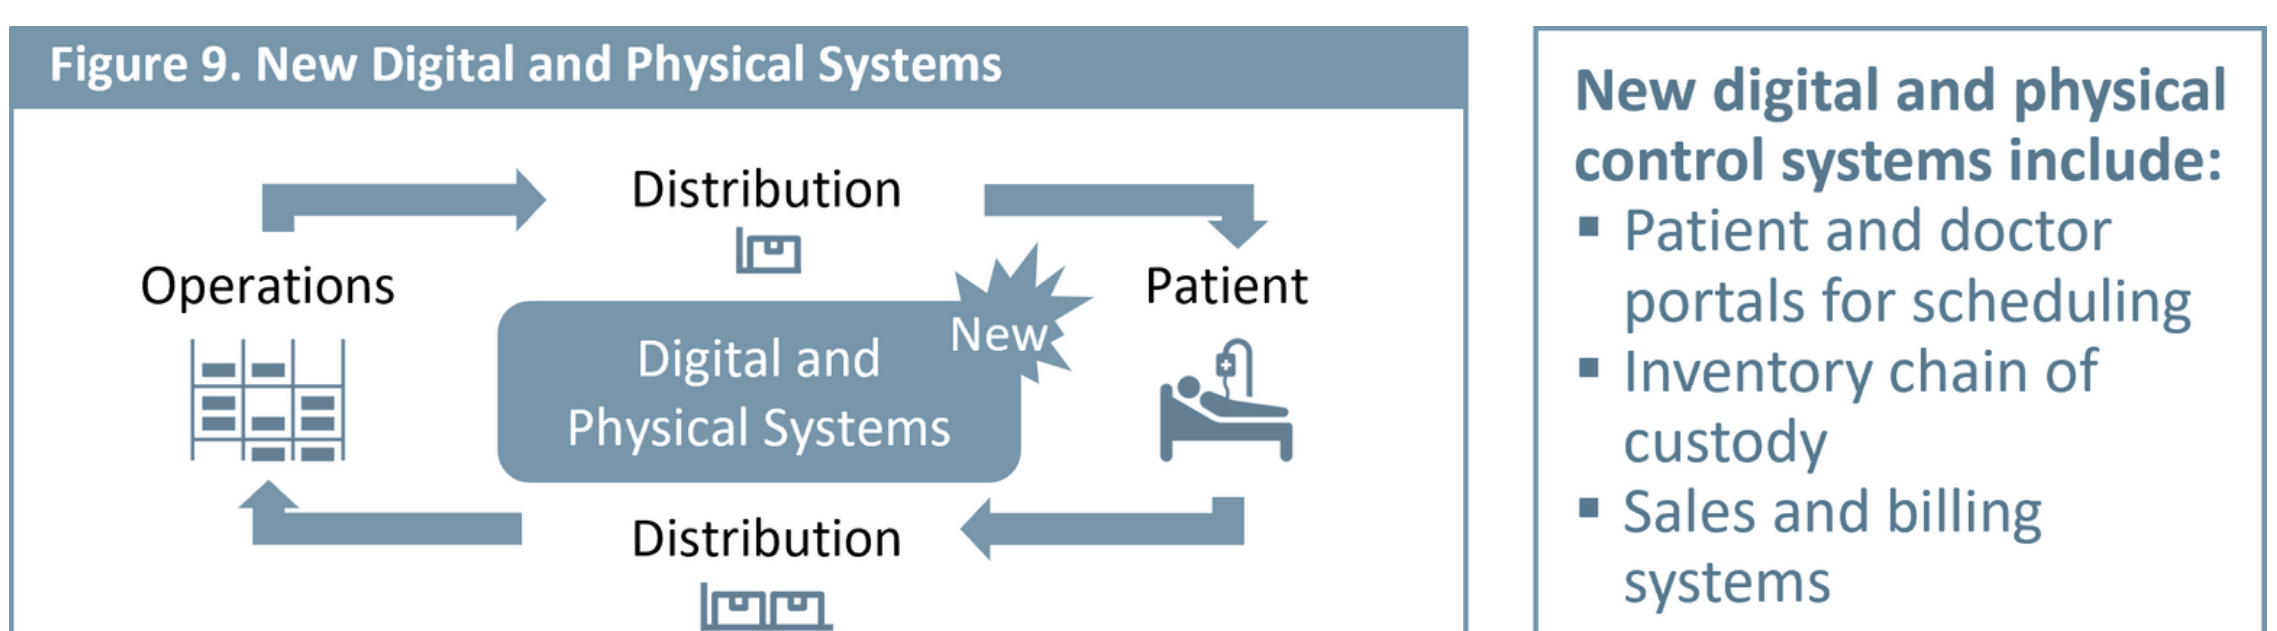 Figure 9. New Digital and Physical Systems
Distribution
Operations
Patient
New
Digital and
Physical Systems
Distribution
New digital and physical
control systems include:
▪ Patient and doctor
portals for scheduling
▪ Inventory chain of
custody
▪ Sales and billing
systems